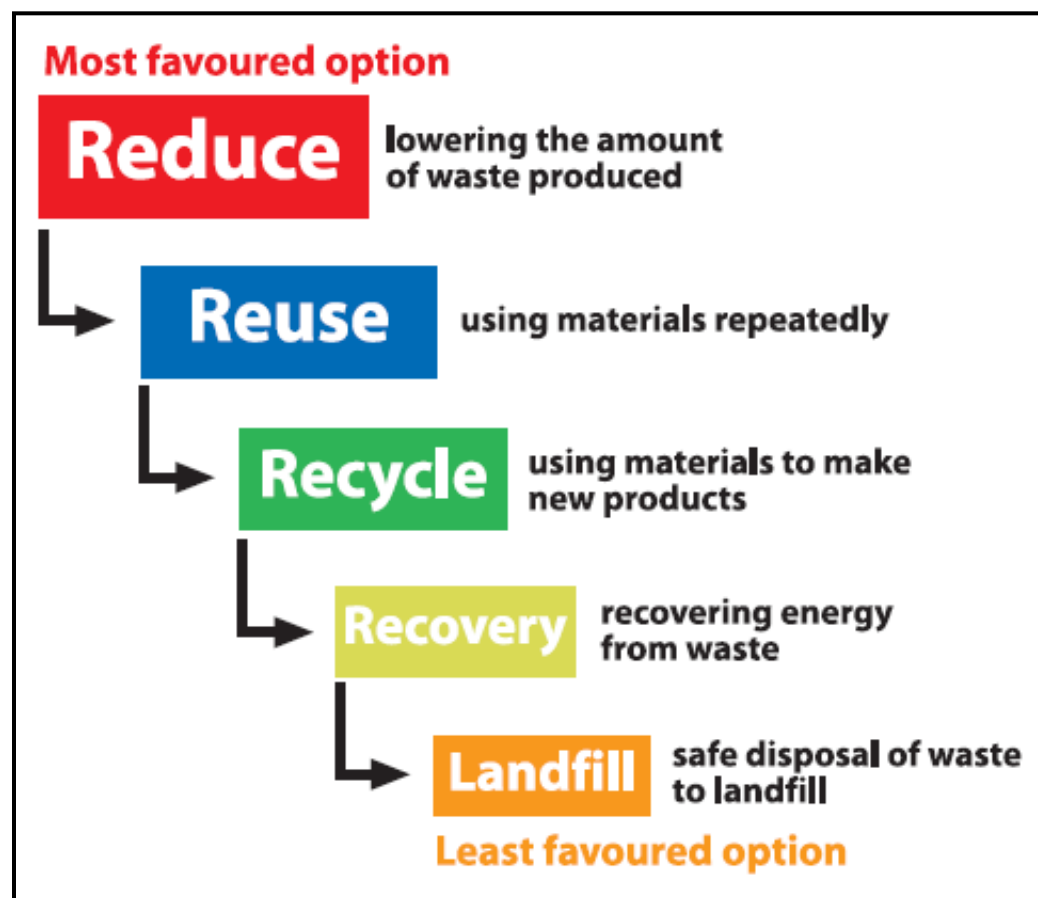 Most favoured option
Reduce
lowering the amount
of waste produced
Reuse
using materials repeatedly
Recycle
using materials to make
new products
Recovery
recovering energy
from waste
Landfill
safe disposal of waste
to landfill
Least favoured option